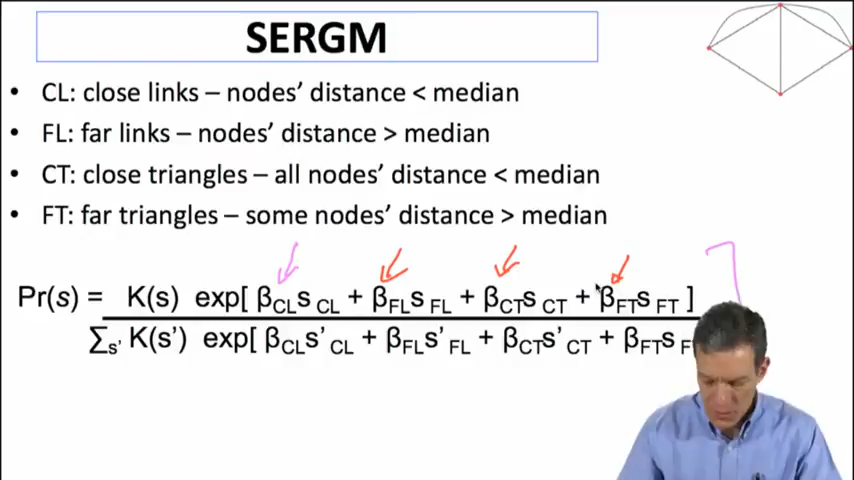 SERGM
• CL: close links – nodes' distance < median
• FL: far links – nodes' distance > median
• CT: close triangles – all nodes' distance < median
• FT: far triangles – some nodes' distance > median
Pr(s) = K(s) exp[ β_CL s_CL + β_FL s_FL + β_CT s_CT + β_FT s_FT ]
∑_s' K(s') exp[ β_CL s'_CL + β_FL s'_FL + β_CT s'_CT + β_FT s_F